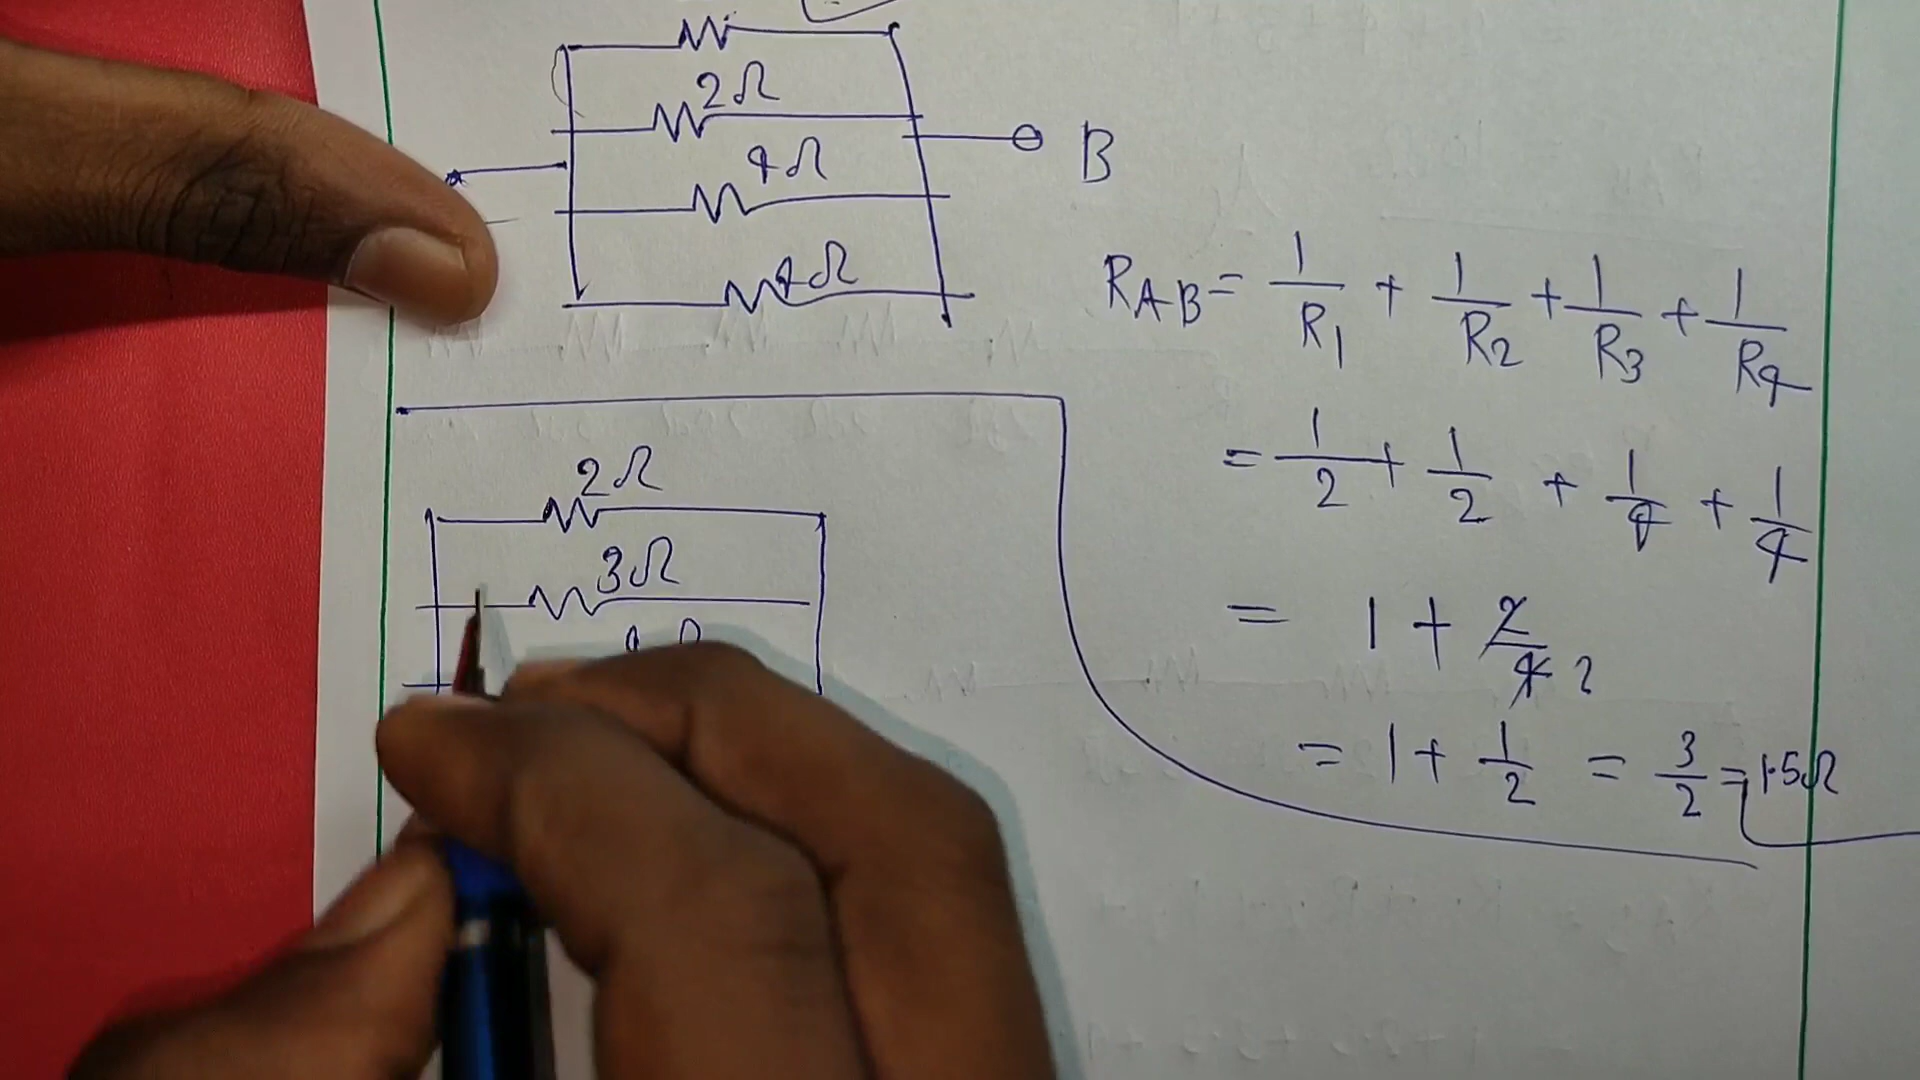 2Ω
4Ω
4Ω
B
R_AB = 1/R1 + 1/R2 + 1/R3 + 1/R4
= 1/2 + 1/2 + 1/4 + 1/4
= 1 + 2/4 2
= 1 + 1/2 = 3/2 = 1.5Ω
2Ω
3Ω